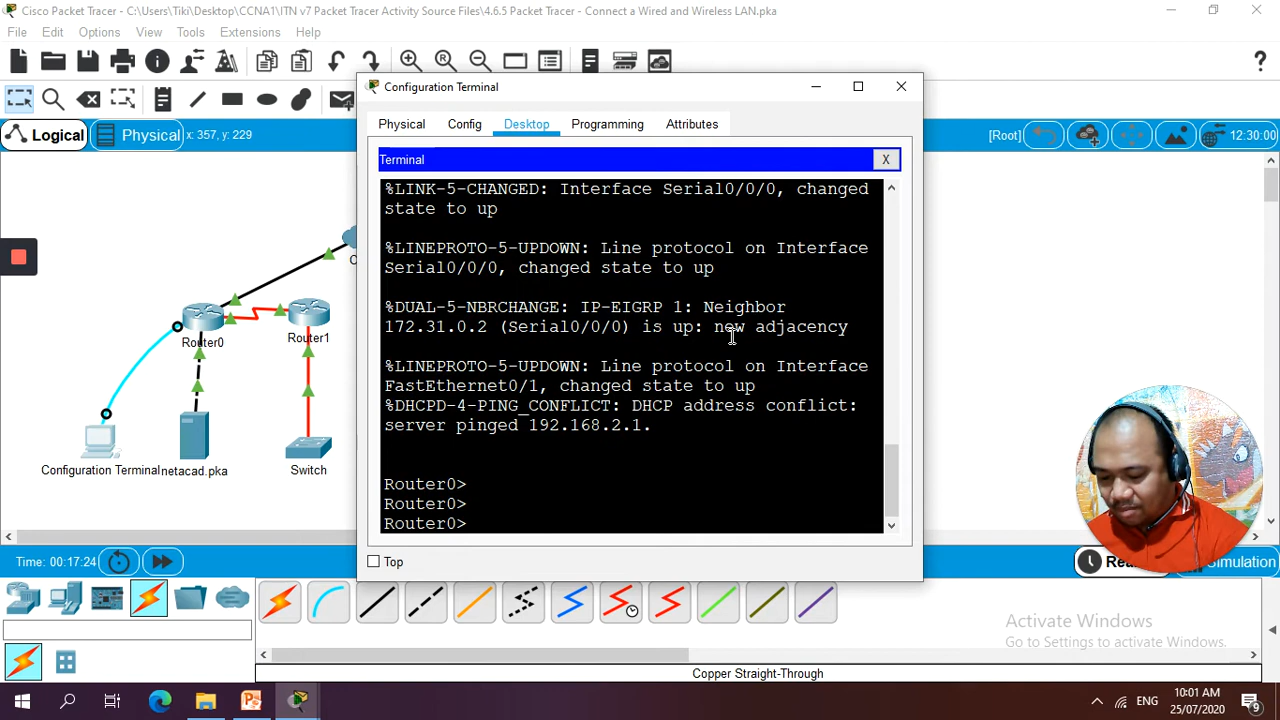 Cisco Packet Tracer - C:\Users\Tiki\Desktop\CCNA1\ITN v7 Packet Tracer Activity Source Files\4.6.5 Packet Tracer - Connect a Wired and Wireless LAN.pka
File Edit Options View Tools Extensions Help
Logical Physical x: 357, y: 229 [Root] 12:30:00
Configuration Terminal
Physical Config Desktop Programming Attributes
Terminal X
%LINK-5-CHANGED: Interface Serial0/0/0, changed
state to up
%LINEPROTO-5-UPDOWN: Line protocol on Interface
Serial0/0/0, changed state to up
%DUAL-5-NBRCHANGE: IP-EIGRP 1: Neighbor
172.31.0.2 (Serial0/0/0) is up: new adjacency
%LINEPROTO-5-UPDOWN: Line protocol on Interface
FastEthernet0/1, changed state to up
%DHCPD-4-PING_CONFLICT: DHCP address conflict:
server pinged 192.168.2.1.
Router0>
Router0>
Router0>
Top
Router0
Router1
Configuration Terminal
netacad.pka
Switch
Time: 00:17:24
Simulation
Copper Straight-Through
Activate Windows
Go to Settings to activate Windows.
ENG
10:01 AM
25/07/2020
9